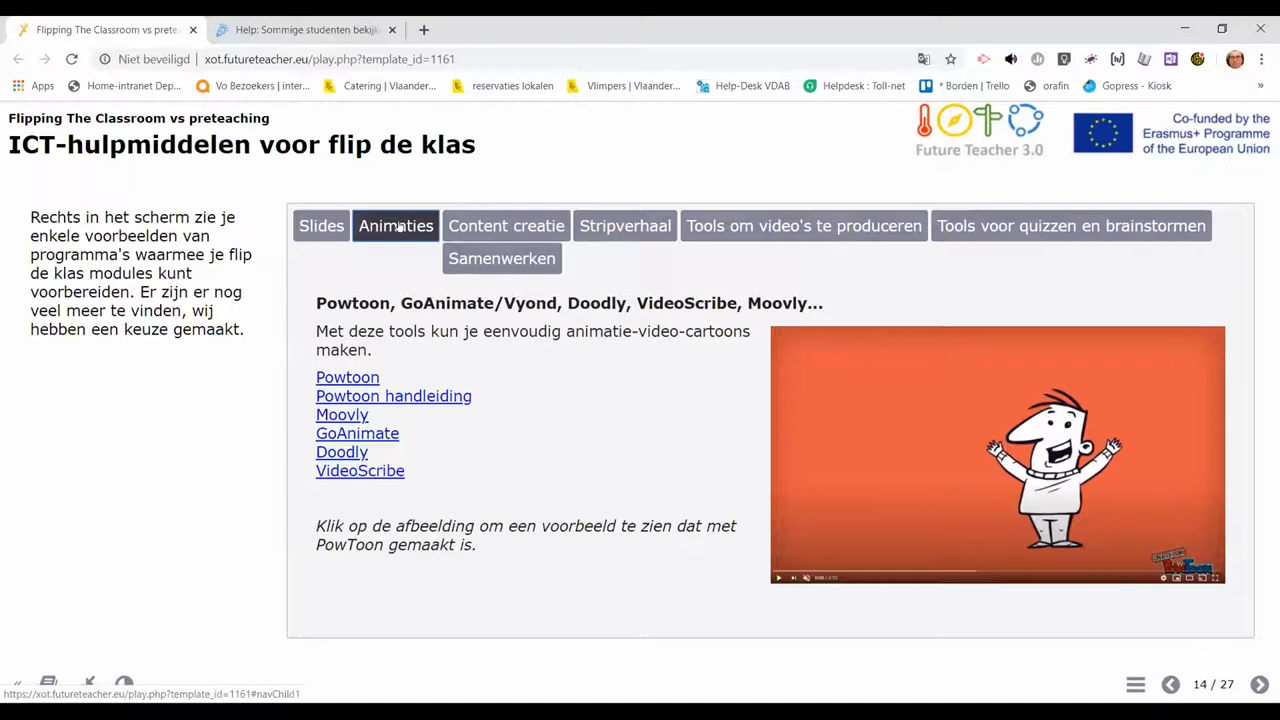 Flipping The Classroom vs prete
Help: Sommige studenten bekijk
Niet beveiligd
xot.futureteacher.eu/play.php?template_id=1161
Apps
Home-intranet Dep...
Vo Bezoekers | inter...
Catering | Vlaander...
reservaties lokalen
Vlimpers | Vlaander...
Help-Desk VDAB
Helpdesk : Toll-net
* Borden | Trello
orafin
Gopress - Kiosk
»
Flipping The Classroom vs preteaching
ICT-hulpmiddelen voor flip de klas
Future Teacher 3.0
Co-funded by the
Erasmus+ Programme
of the European Union
Rechts in het scherm zie je
enkele voorbeelden van
programma's waarmee je flip
de klas modules kunt
voorbereiden. Er zijn er nog
veel meer te vinden, wij
hebben een keuze gemaakt.
Slides
Animaties
Content creatie
Stripverhaal
Tools om video's te produceren
Tools voor quizzen en brainstormen
Samenwerken
Powtoon, GoAnimate/Vyond, Doodly, VideoScribe, Moovly...
Met deze tools kun je eenvoudig animatie-video-cartoons
maken.
Powtoon
Powtoon handleiding
Moovly
GoAnimate
Doodly
VideoScribe
Klik op de afbeelding om een voorbeeld te zien dat met
PowToon gemaakt is.
https://xot.futureteacher.eu/play.php?template_id=1161#navChild1
14 / 27